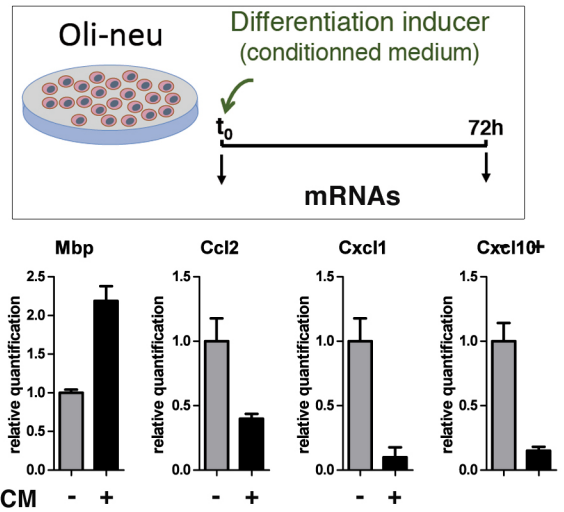 Oli-neu
Differentiation inducer
(conditionned medium)
t0
72h
mRNAs
Mbp
Ccl2
Cxcl1
Cxcl10
relative quantification
2.5
2.0
1.5
1.0
0.5
0.0
relative quantification
1.5
1.0
0.5
0.0
relative quantification
1.5
1.0
0.5
0.0
relative quantification
1.5
1.0
0.5
0.0
CM - + - + - + - +